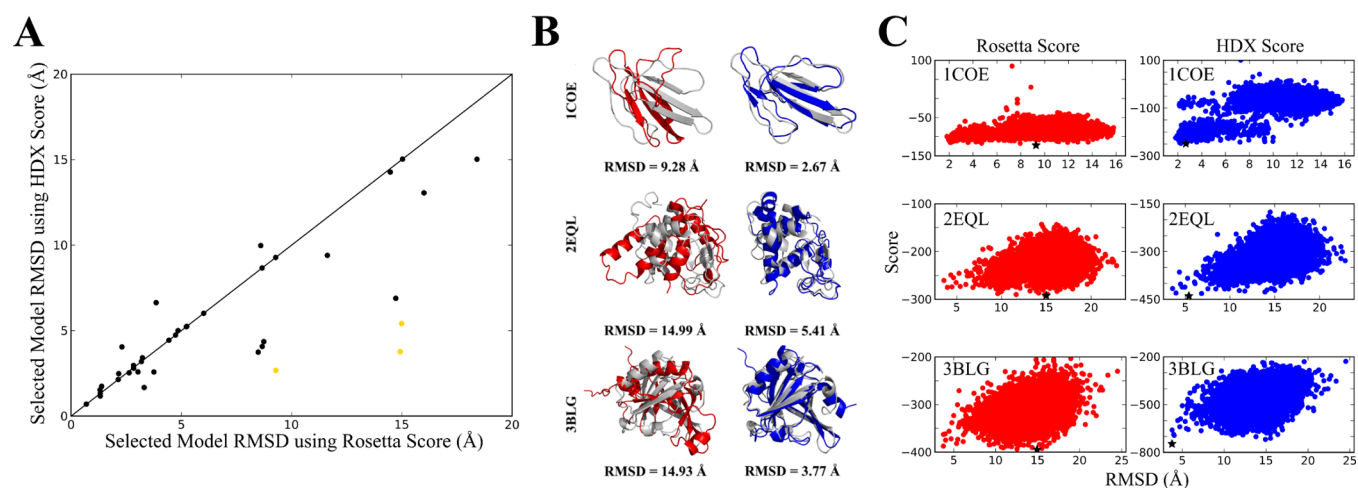 A
Selected Model RMSD using HDX Score (Å)
20
15
10
5
0
0 5 10 15 20
Selected Model RMSD using Rosetta Score (Å)
B
1COE
RMSD = 9.28 Å RMSD = 2.67 Å
2EQL
RMSD = 14.99 Å RMSD = 5.41 Å
3BLG
RMSD = 14.93 Å RMSD = 3.77 Å
C
Rosetta Score HDX Score
Score
1COE
100
-50
-150
2 4 6 8 10 12 14 16
1COE
100
-100
-300
2 4 6 8 10 12 14 16
2EQL
-100
-200
-300
5 10 15 20
2EQL
-150
-300
-450
5 10 15 20
3BLG
-200
-300
-400
5 10 15 20 25
3BLG
-200
-500
-800
5 10 15 20 25
RMSD (Å)